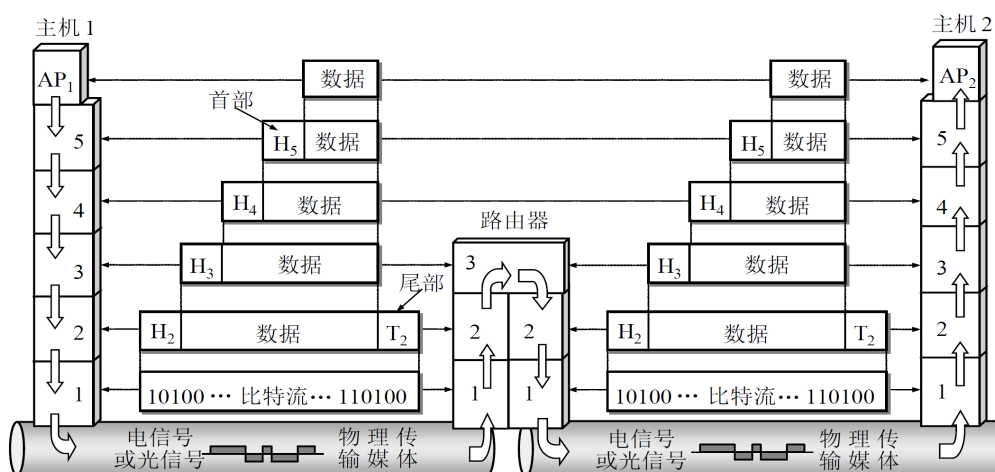 主机 1
主机 2
AP₁
数据
数据
AP₂
首部
5
H₅
数据
H₅
数据
5
4
H₄
数据
H₄
数据
4
路由器
3
H₃
数据
3
H₃
数据
3
尾部
2
H₂
数据
T₂
2
2
H₂
数据
T₂
2
1
10100 ··· 比特流 ··· 110100
1
1
10100 ··· 比特流 ··· 110100
1
电信号
或光信号
物 理 传
输 媒 体
电信号
或光信号
物 理 传
输 媒 体